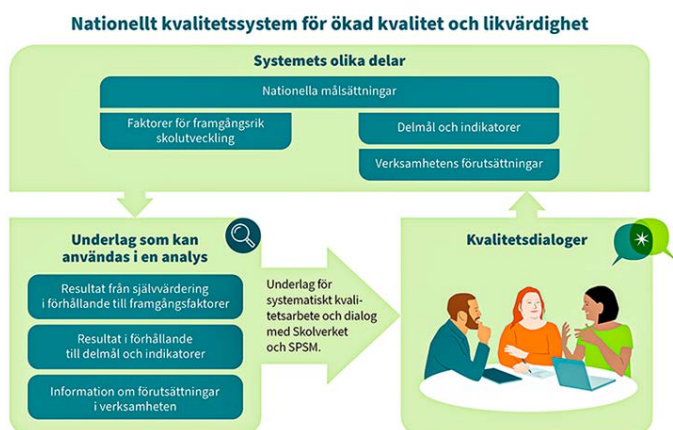 Nationellt kvalitetssystem för ökad kvalitet och likvärdighet
Systemets olika delar
Nationella målsättningar
Faktorer för framgångsrik
skolutveckling
Delmål och indikatorer
Verksamhetens förutsättningar
Underlag som kan
användas i en analys
Resultat från självvärdering
i förhållande till framgångsfaktorer
Resultat i förhållande
till delmål och indikatorer
Information om förutsättningar
i verksamheten
Underlag för
systematiskt kvali-
tetsarbete och dialog
med Skolverket
och SPSM.
Kvalitetsdialoger